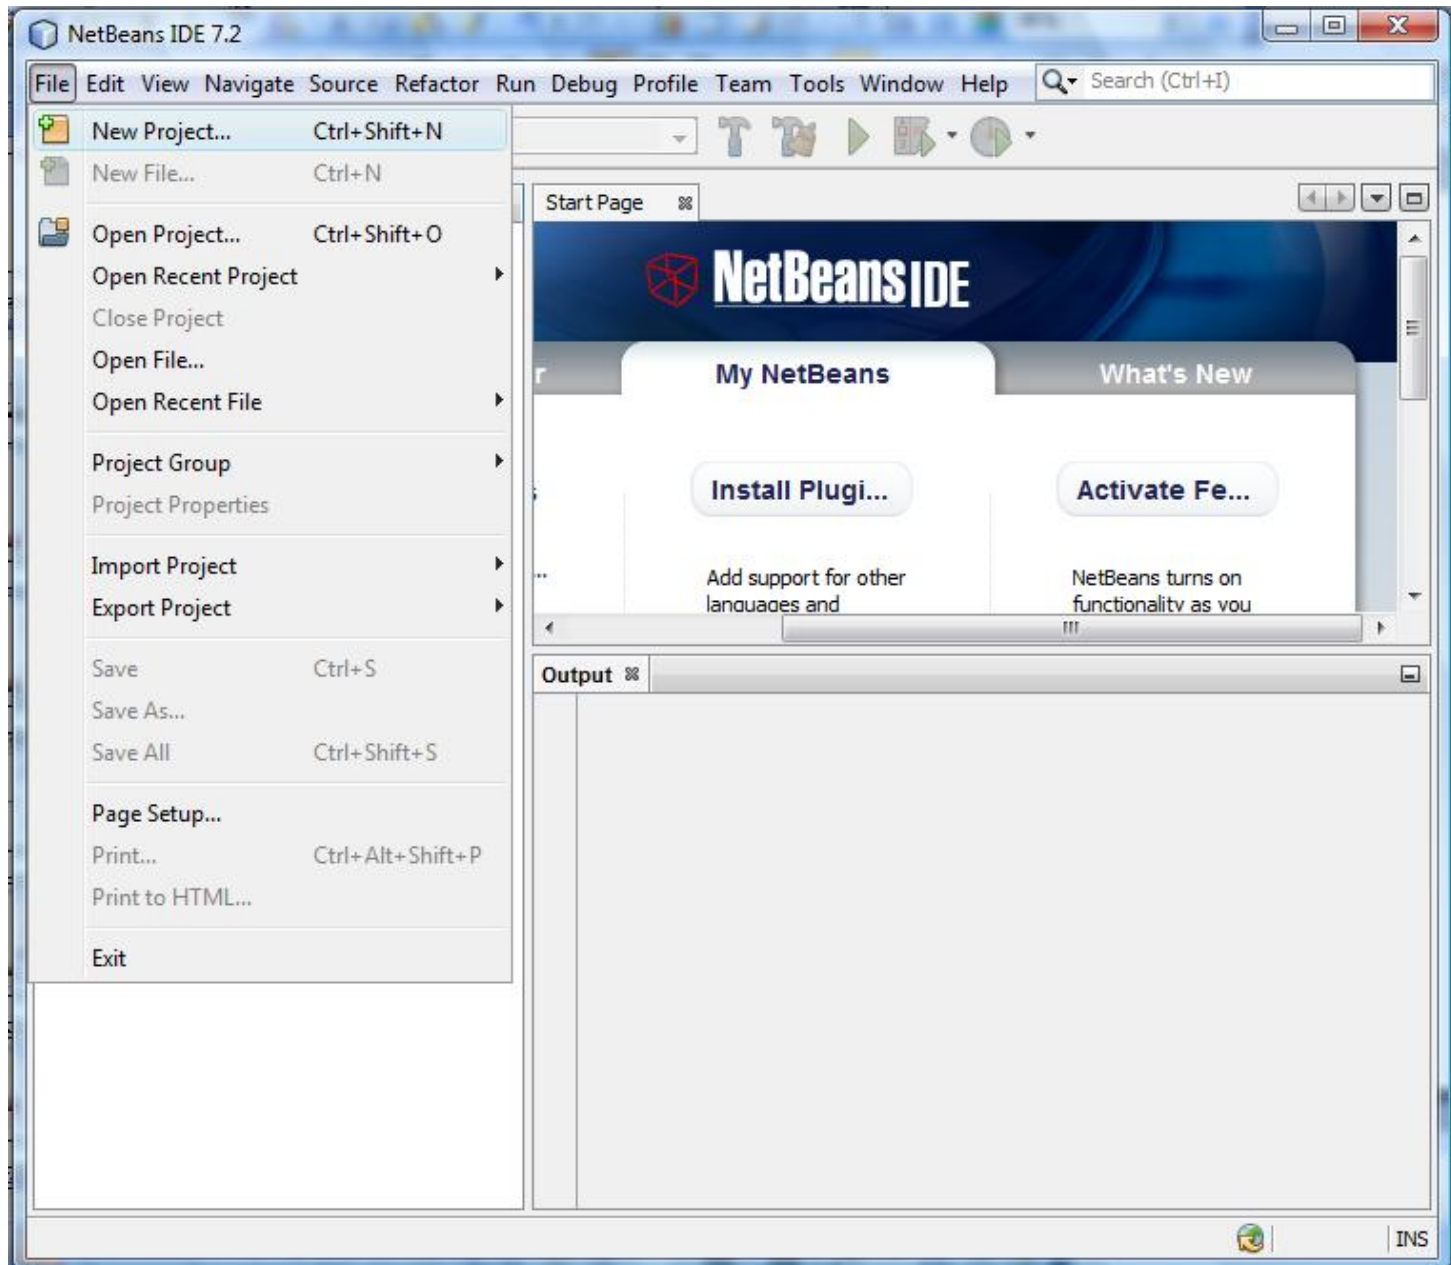 NetBeans IDE 7.2
File Edit View Navigate Source Refactor Run Debug Profile Team Tools Window Help Search (Ctrl+I)
New Project... Ctrl+Shift+N
New File... Ctrl+N
Open Project... Ctrl+Shift+O
Open Recent Project
Close Project
Open File...
Open Recent File
Project Group
Project Properties
Import Project
Export Project
Save Ctrl+S
Save As...
Save All Ctrl+Shift+S
Page Setup...
Print... Ctrl+Alt+Shift+P
Print to HTML...
Exit
Start Page
NetBeans IDE
r My NetBeans What's New
s Install Plugi... Activate Fe...
... Add support for other
languages and
NetBeans turns on
functionality as you
Output
INS